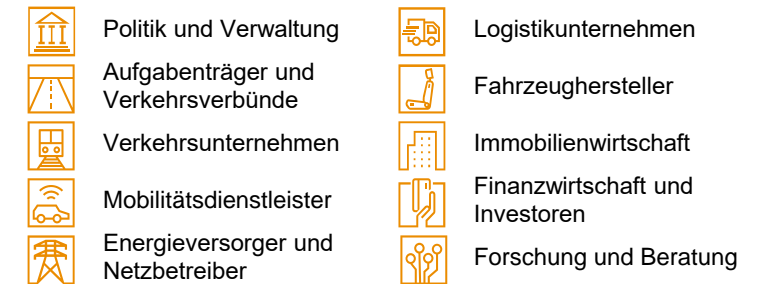 Politik und Verwaltung
Aufgabenträger und
Verkehrsverbünde
Verkehrsunternehmen
Mobilitätsdienstleister
Energieversorger und
Netzbetreiber
Logistikunternehmen
Fahrzeughersteller
Immobilienwirtschaft
Finanzwirtschaft und
Investoren
Forschung und Beratung